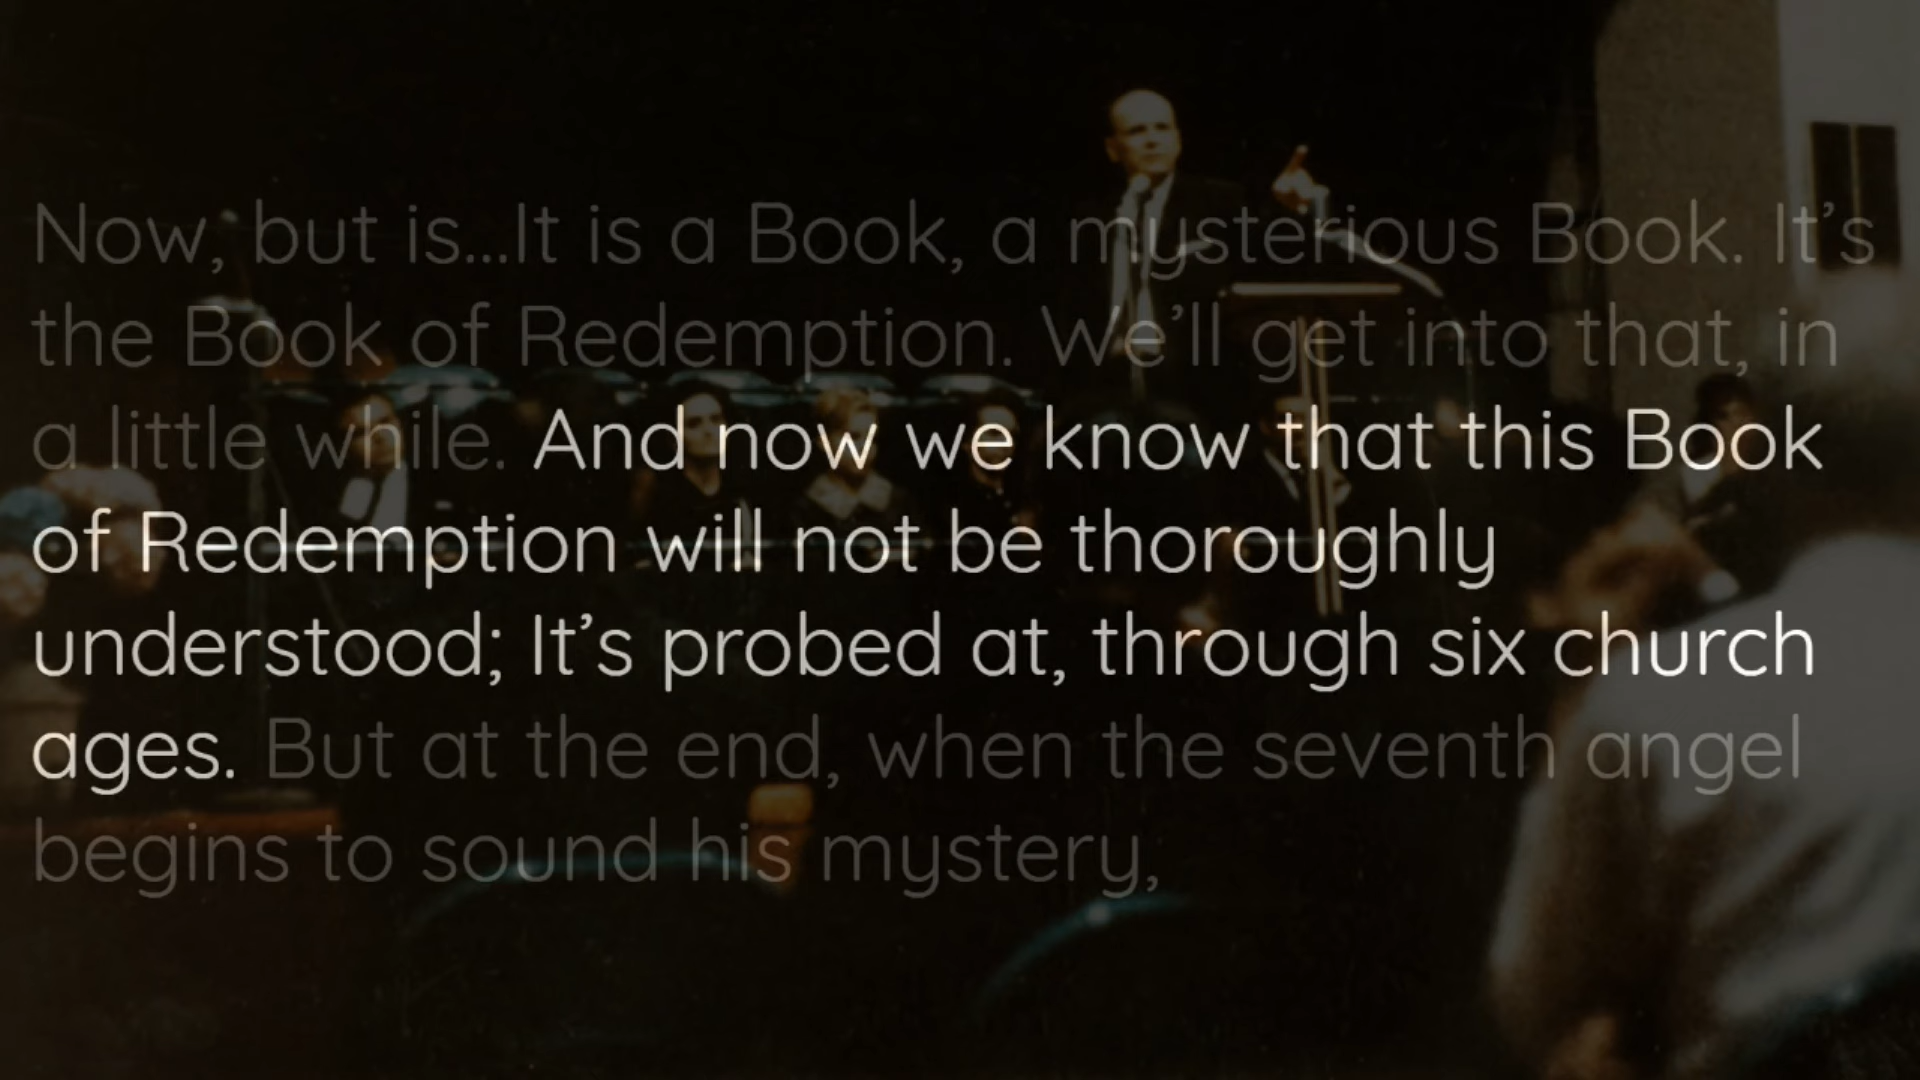 Now, but is...It is a Book, a mysterious Book. It’s
the Book of Redemption. We’ll get into that, in
a little while. And now we know that this Book
of Redemption will not be thoroughly
understood; It’s probed at, through six church
ages. But at the end, when the seventh angel
begins to sound his mystery,